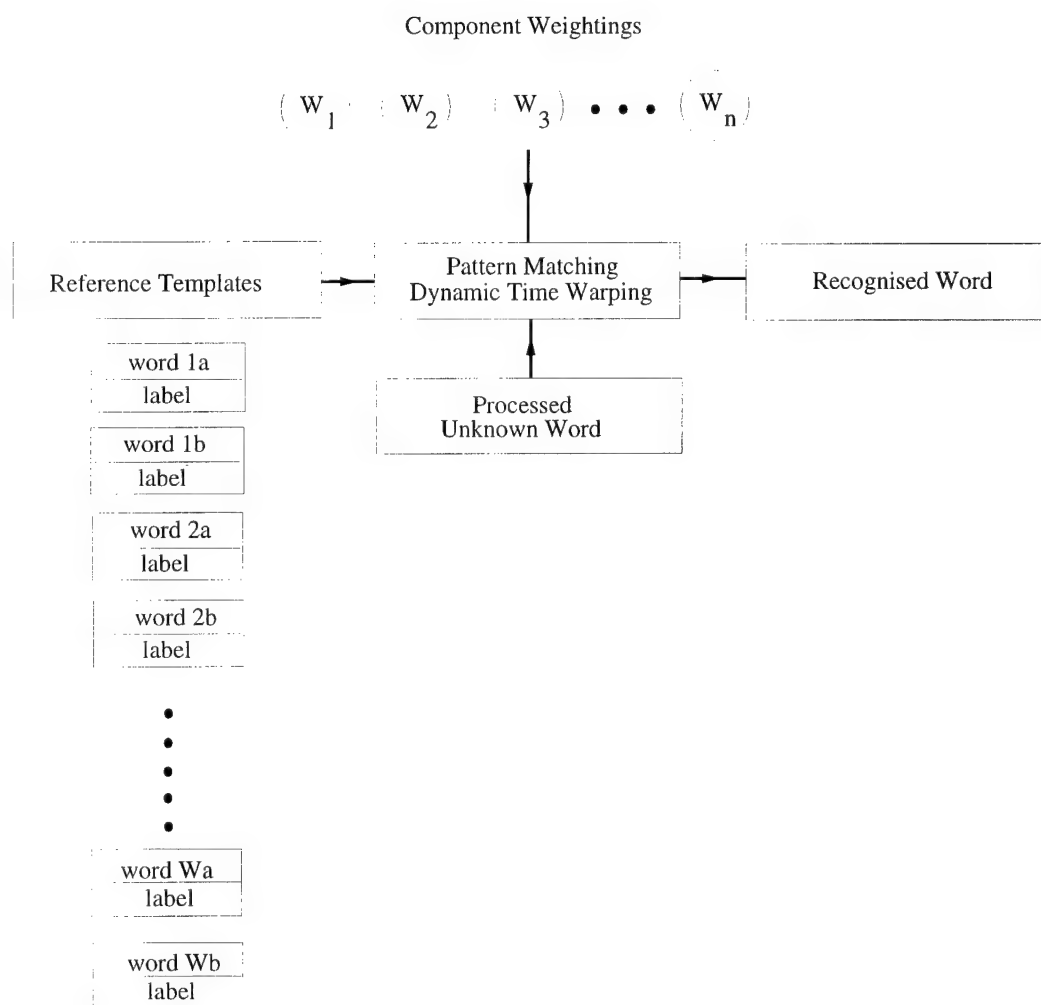 Component Weightings
( W1 ( W2 ) ( W3 ) • • • ( Wn )
Reference Templates
Pattern Matching
Dynamic Time Warping
Recognised Word
Processed
Unknown Word
word 1a
label
word 1b
label
word 2a
label
word 2b
label
word Wa
label
word Wb
label